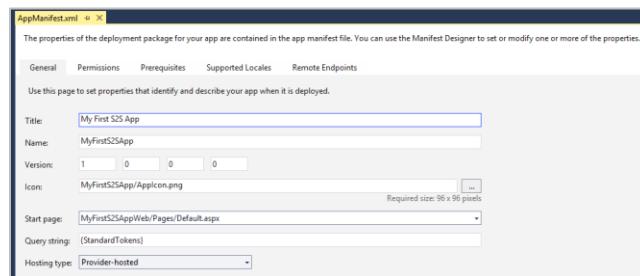 AppManifest.xml
The properties of the deployment package for your app are contained in the app manifest file. You can use the Manifest Designer to set or modify one or more of the properties.
General Permissions Prerequisites Supported Locales Remote Endpoints
Use this page to set properties that identify and describe your app when it is deployed.
Title: My First S2S App
Name: MyFirstS2SApp
Version: 1 0 0 0
Icon: MyFirstS2SApp/AppIcon.png ...
Required size: 96 x 96 pixels
Start page: MyFirstS2SAppWeb/Pages/Default.aspx
Query string: {StandardTokens}
Hosting type: Provider-hosted